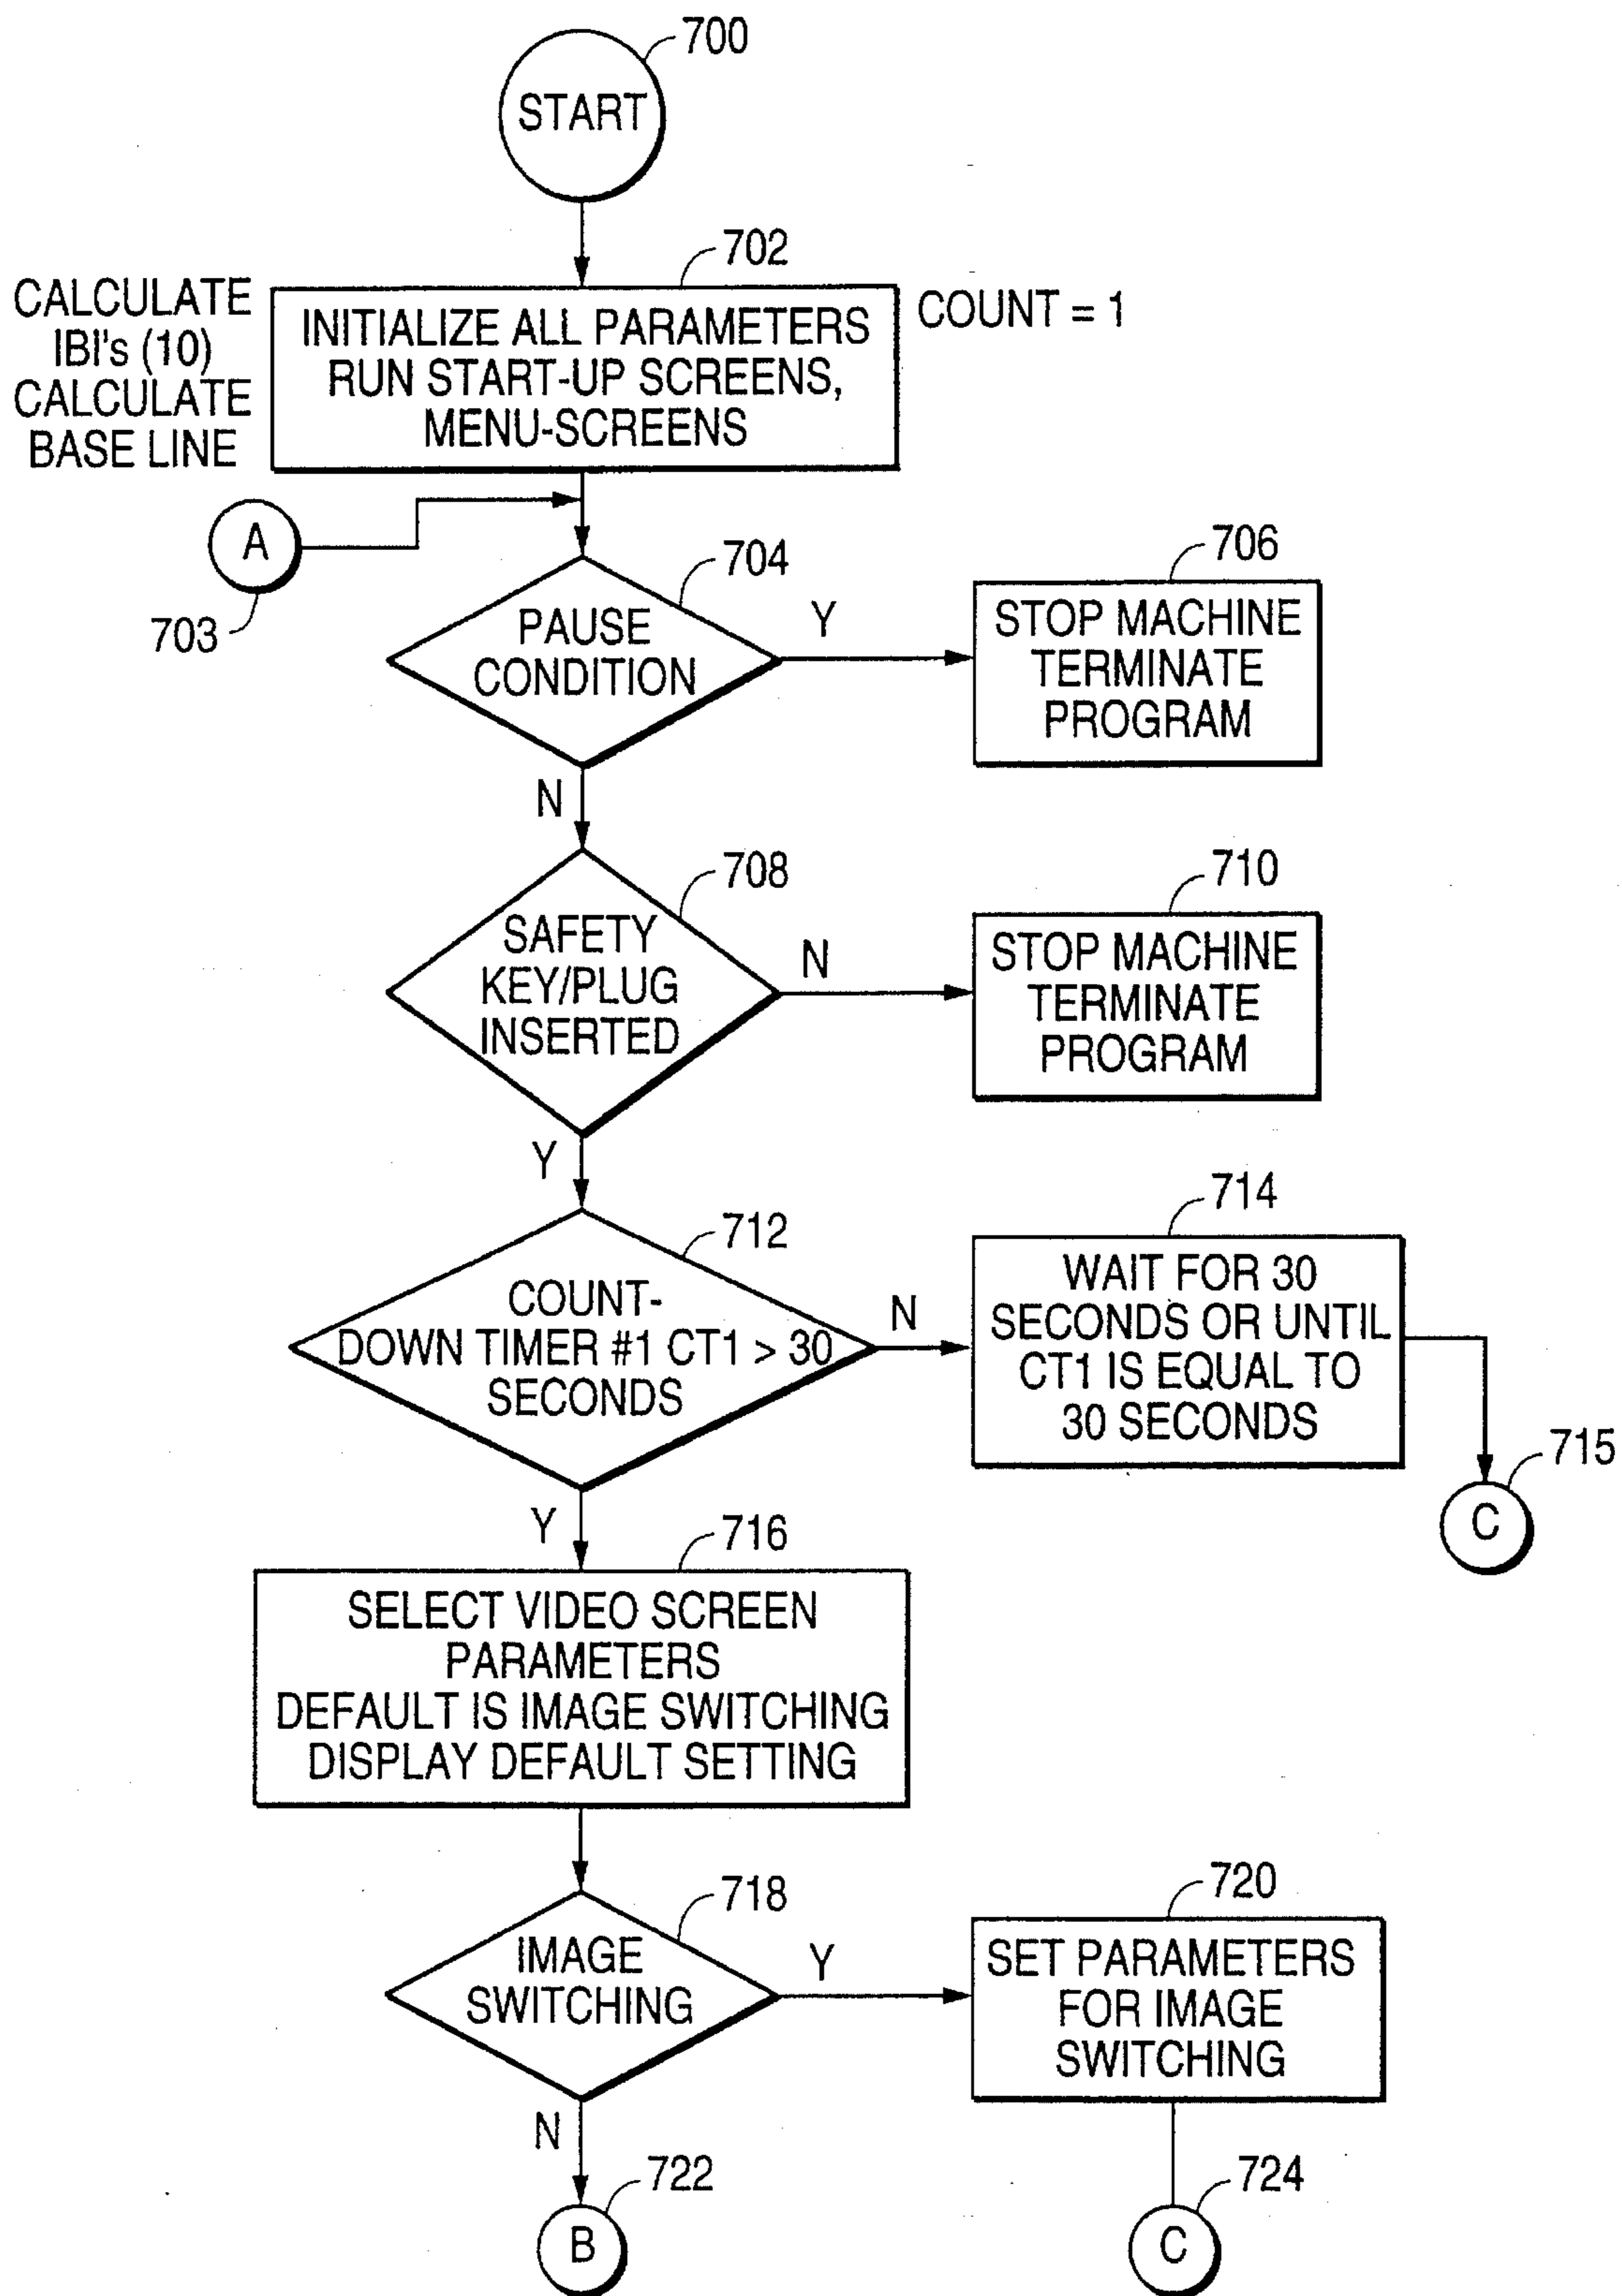 700
START
702
CALCULATE
IBI's (10)
CALCULATE
BASE LINE
INITIALIZE ALL PARAMETERS
RUN START-UP SCREENS,
MENU-SCREENS
COUNT = 1
A
703
704
PAUSE
CONDITION
Y
706
STOP MACHINE
TERMINATE
PROGRAM
N
708
SAFETY
KEY/PLUG
INSERTED
N
710
STOP MACHINE
TERMINATE
PROGRAM
Y
712
COUNT-
DOWN TIMER #1 CT1 > 30
SECONDS
N
714
WAIT FOR 30
SECONDS OR UNTIL
CT1 IS EQUAL TO
30 SECONDS
715
C
Y
716
SELECT VIDEO SCREEN
PARAMETERS
DEFAULT IS IMAGE SWITCHING
DISPLAY DEFAULT SETTING
718
IMAGE
SWITCHING
Y
720
SET PARAMETERS
FOR IMAGE
SWITCHING
N
722
B
724
C